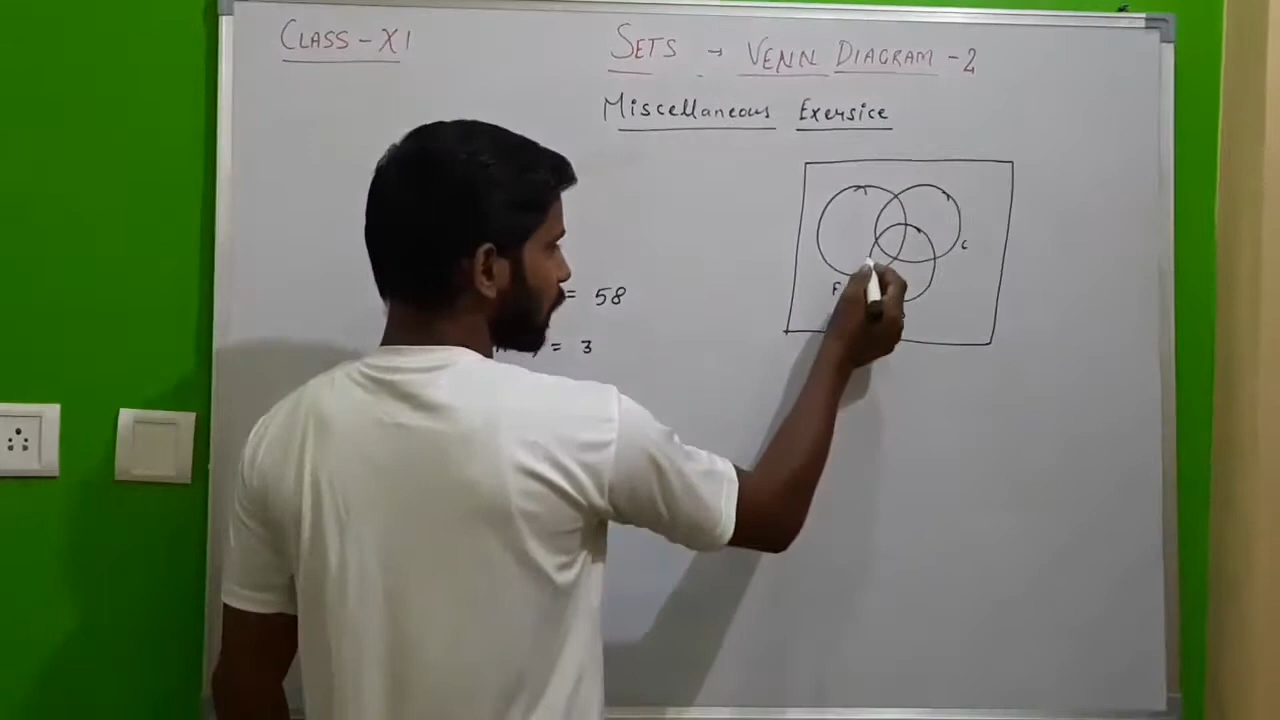 CLASS - XI
SETS → VENN DIAGRAM - 2
Miscellaneous Exersice
C
F
= 58
= 3